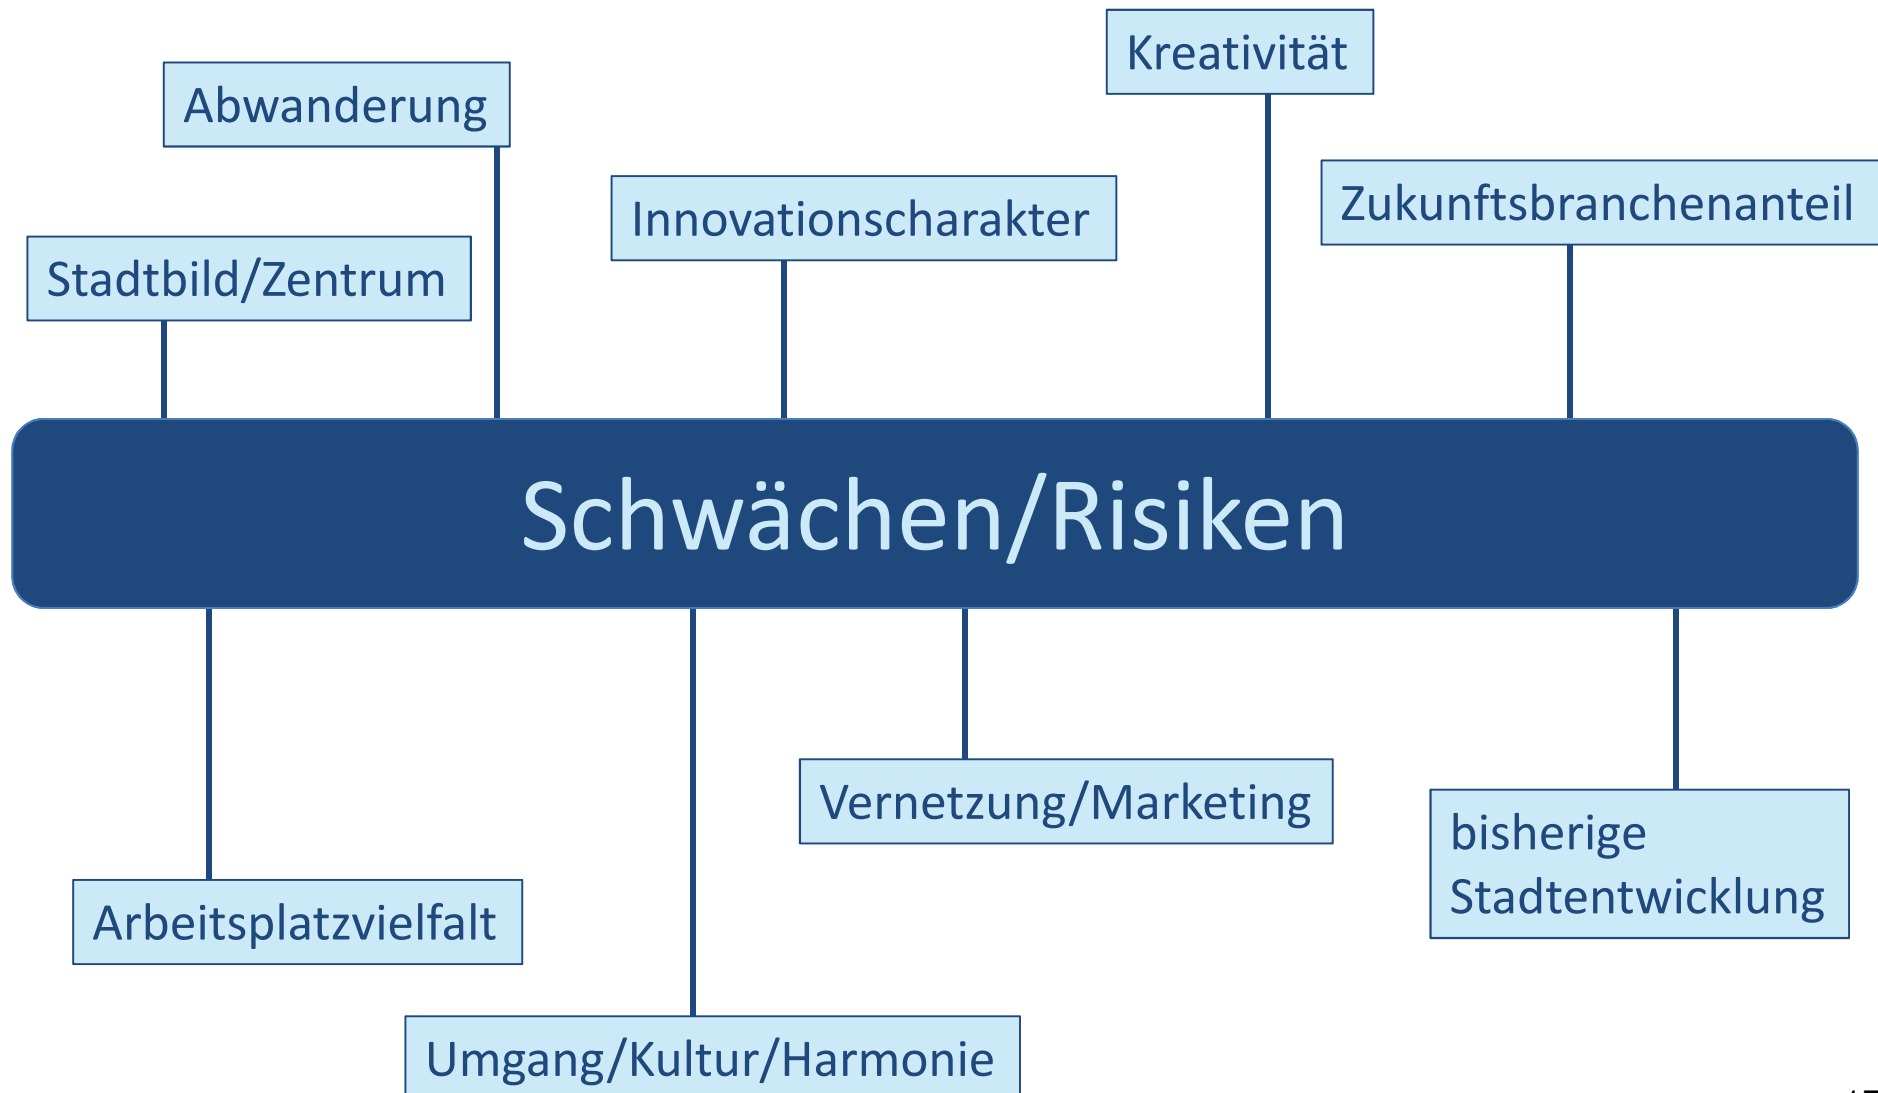 Kreativität
Abwanderung
Zukunftsbranchenanteil
Innovationscharakter
Stadtbild/Zentrum
Schwächen/Risiken
Vernetzung/Marketing
bisherige
Stadtentwicklung
Arbeitsplatzvielfalt
Umgang/Kultur/Harmonie